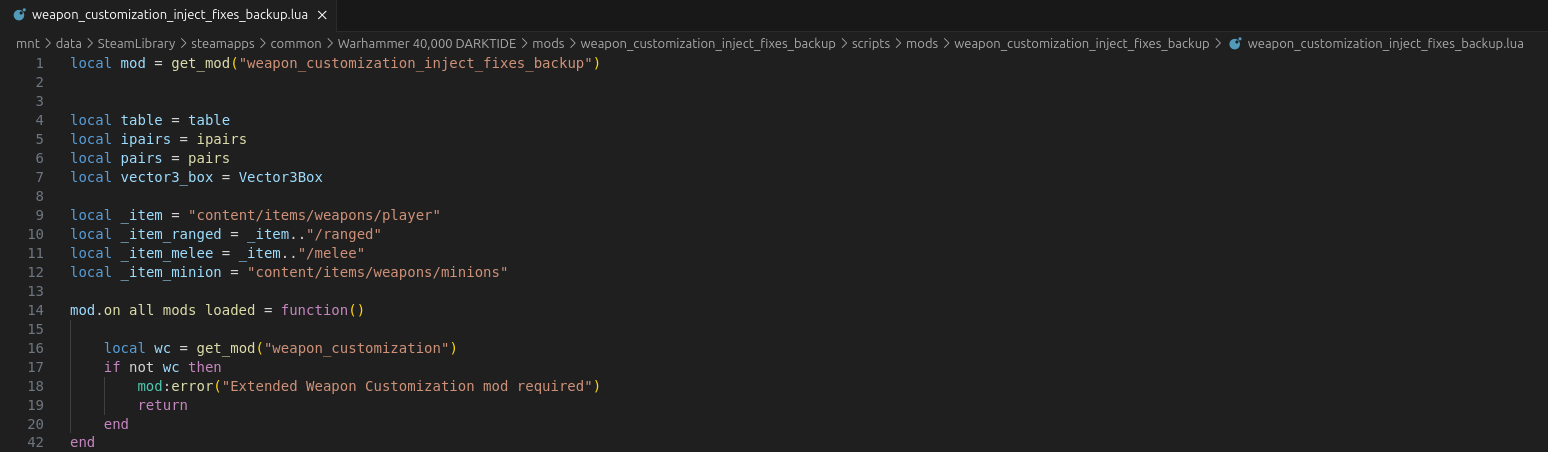 weapon_customization_inject_fixes_backup.lua
mnt > data > SteamLibrary > steamapps > common > Warhammer 40,000 DARKTIDE > mods > weapon_customization_inject_fixes_backup > scripts > mods > weapon_customization_inject_fixes_backup > weapon_customization_inject_fixes_backup.lua
1 local mod = get_mod("weapon_customization_inject_fixes_backup")
2
3
4 local table = table
5 local ipairs = ipairs
6 local pairs = pairs
7 local vector3_box = Vector3Box
8
9 local _item = "content/items/weapons/player"
10 local _item_ranged = _item.."/ranged"
11 local _item_melee = _item.."/melee"
12 local _item_minion = "content/items/weapons/minions"
13
14 mod.on all mods loaded = function()
15
16 local wc = get_mod("weapon_customization")
17 if not wc then
18 mod:error("Extended Weapon Customization mod required")
19 return
20 end
42 end